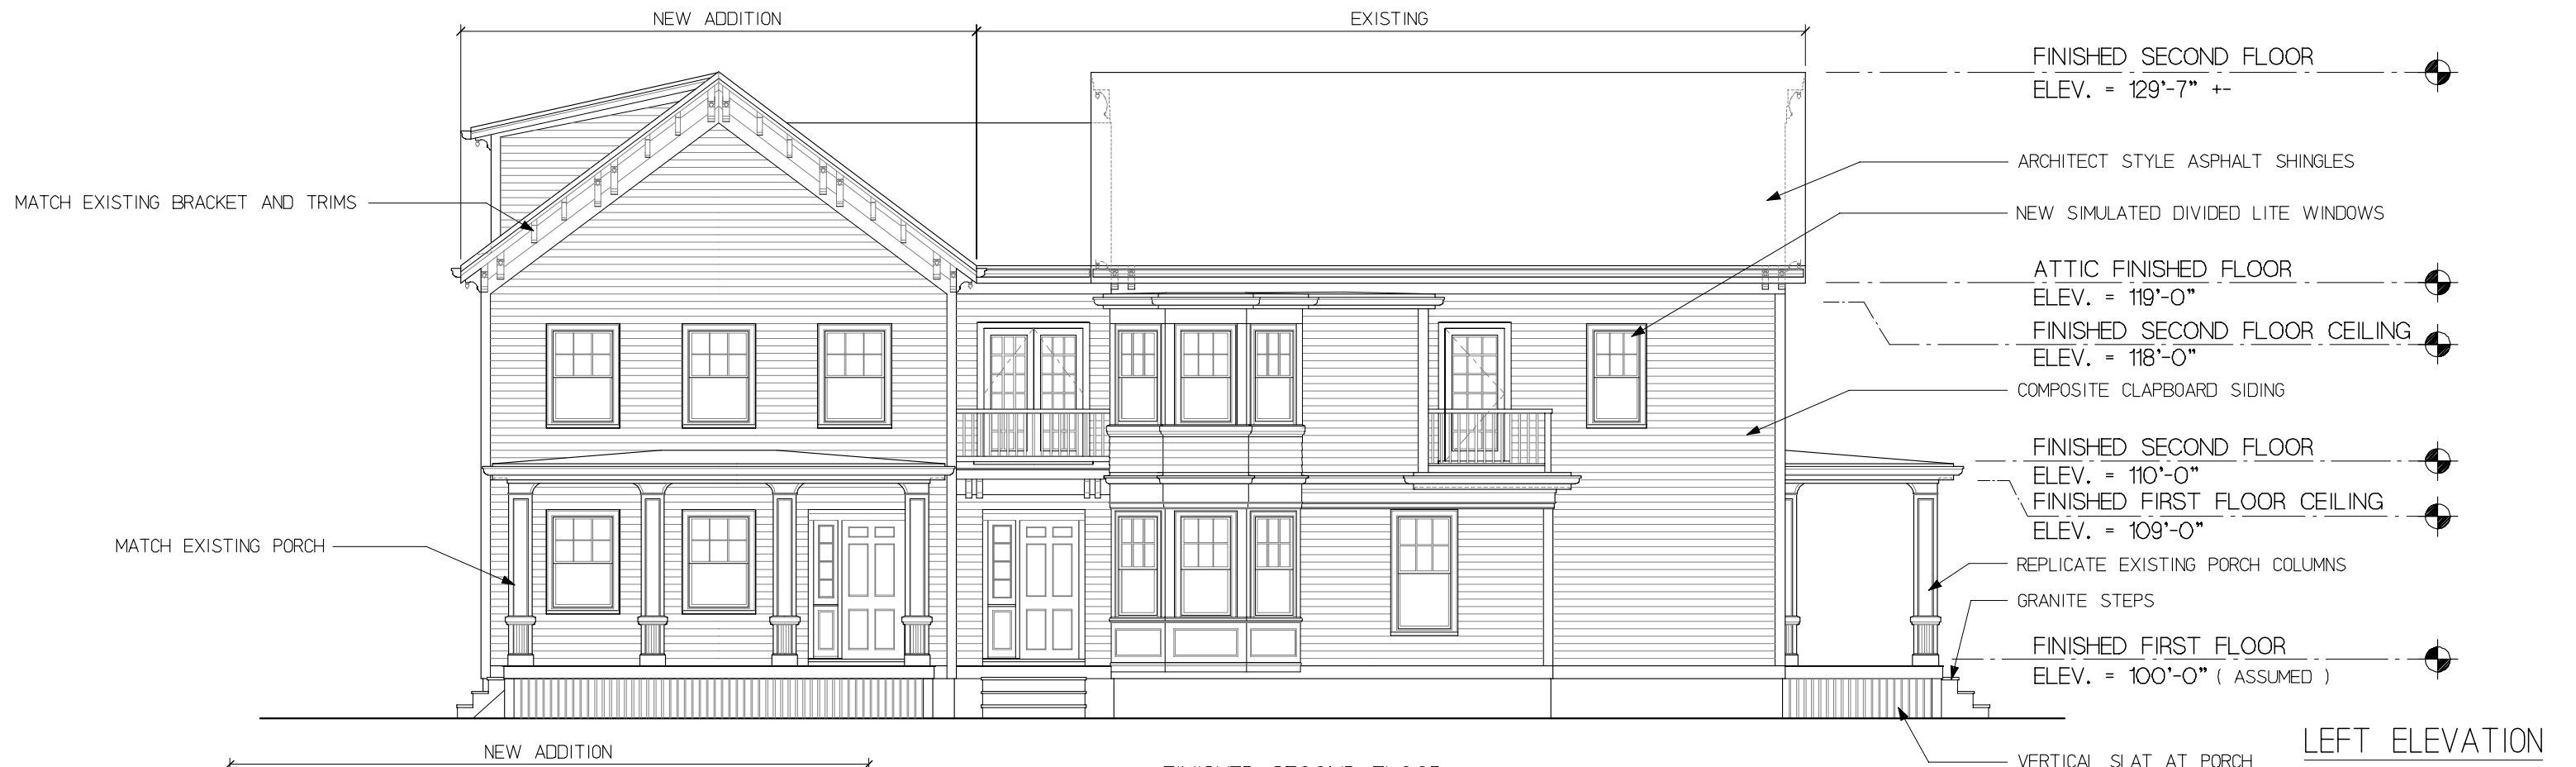 NEW ADDITION
EXISTING
FINISHED SECOND FLOOR
ELEV. = 129'-7" +-
ARCHITECT STYLE ASPHALT SHINGLES
MATCH EXISTING BRACKET AND TRIMS
NEW SIMULATED DIVIDED LITE WINDOWS
ATTIC FINISHED FLOOR
ELEV. = 119'-0"
FINISHED SECOND FLOOR CEILING
ELEV. = 118'-0"
COMPOSITE CLAPBOARD SIDING
FINISHED SECOND FLOOR
ELEV. = 110'-0"
FINISHED FIRST FLOOR CEILING
ELEV. = 109'-0"
MATCH EXISTING PORCH
REPLICATE EXISTING PORCH COLUMNS
GRANITE STEPS
FINISHED FIRST FLOOR
ELEV. = 100'-0" ( ASSUMED )
LEFT ELEVATION
NEW ADDITION
VERTICAL SLAT AT PORCH
FINISHED SECOND FLOOR